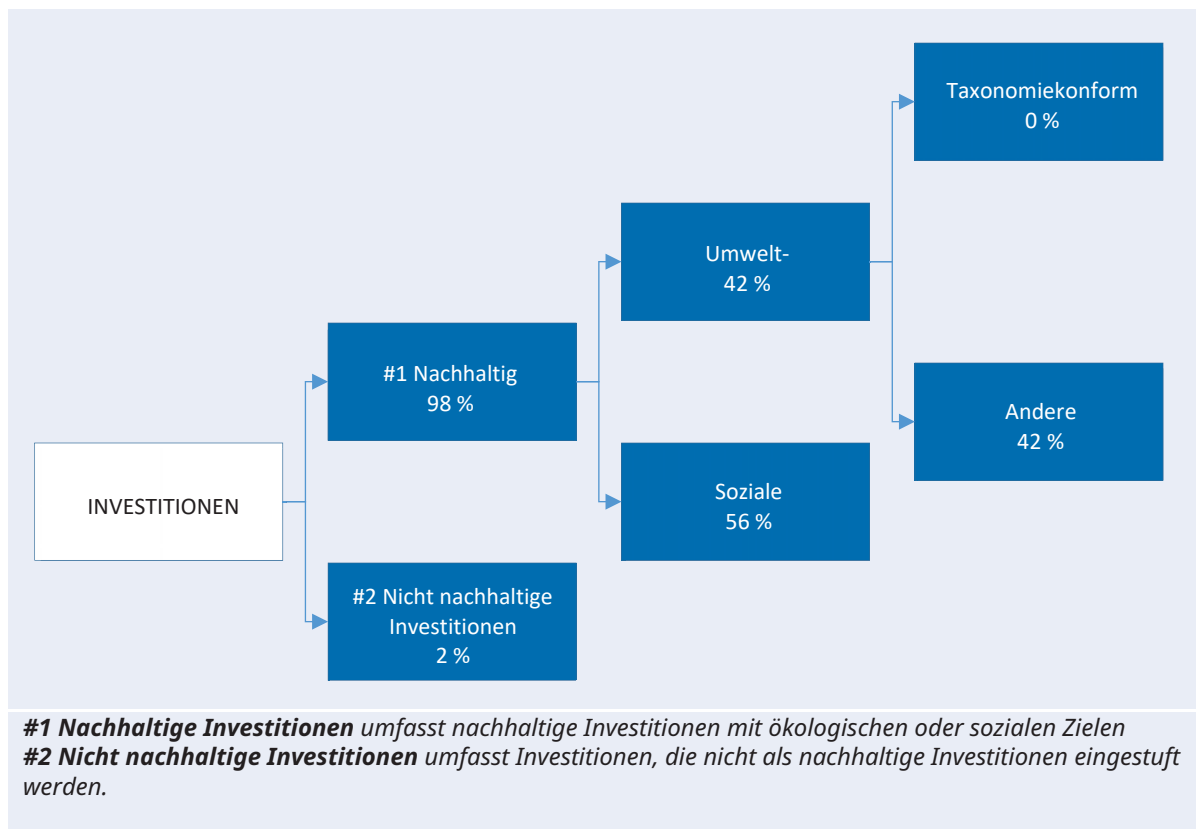 Taxonomiekonform
0 %
Umwelt-
42 %
#1 Nachhaltig
98 %
Andere
42 %
INVESTITIONEN
Soziale
56 %
#2 Nicht nachhaltige
Investitionen
2 %
#1 Nachhaltige Investitionen umfasst nachhaltige Investitionen mit ökologischen oder sozialen Zielen
#2 Nicht nachhaltige Investitionen umfasst Investitionen, die nicht als nachhaltige Investitionen eingestuft
werden.